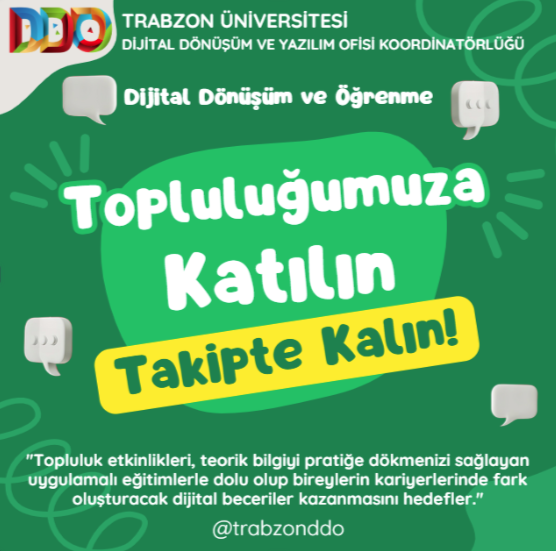 DDO
TRABZON ÜNİVERSİTESİ
DİJİTAL DÖNÜŞÜM VE YAZILIM OFİSİ KOORDİNATÖRLÜĞÜ
Dijital Dönüşüm ve Öğrenme
Topluluğumuza
Katılın
Takipte Kalın!
"Topluluk etkinlikleri, teorik bilgiyi pratiğe dökmenizi sağlayan
uygulamalı eğitimlerle dolu olup bireylerin kariyerlerinde fark
oluşturacak dijital beceriler kazanmasını hedefler."
@trabzonddo